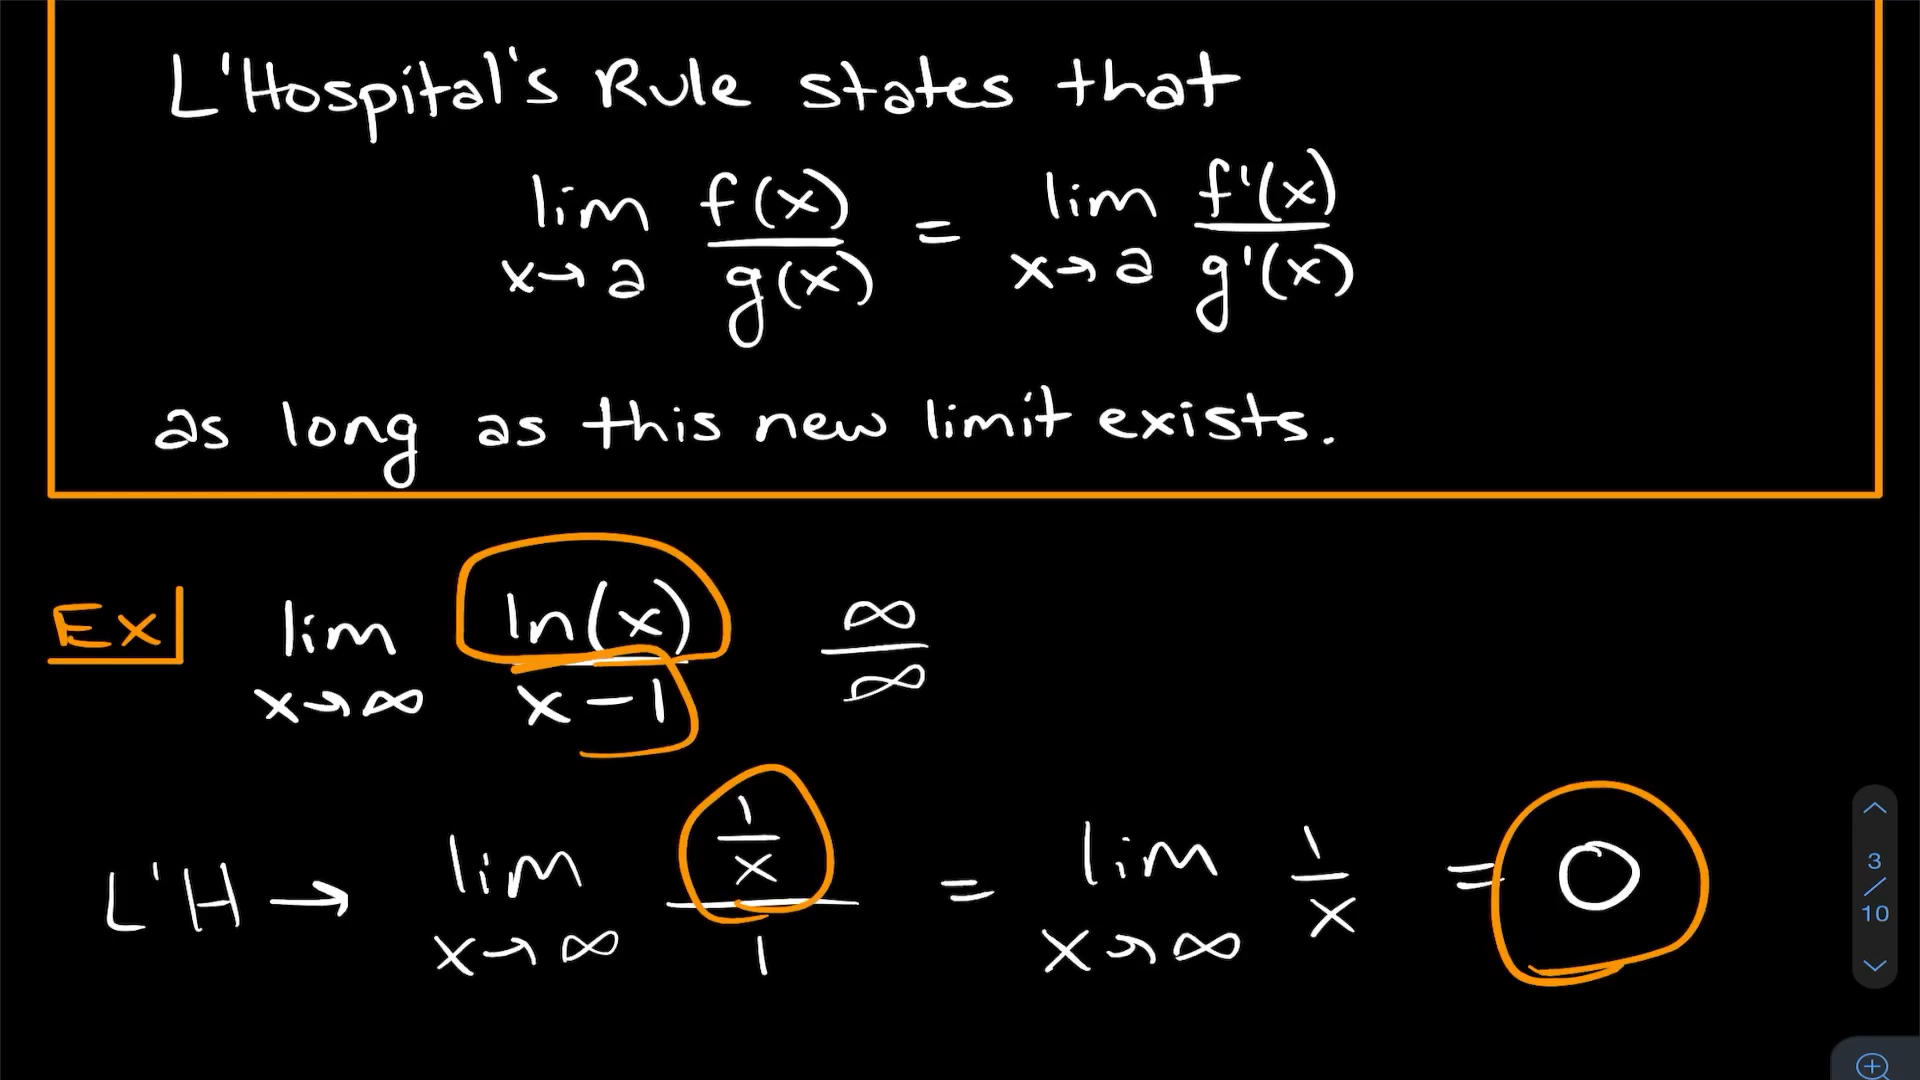 L'Hospital's Rule states that
lim x→a f(x)/g(x) = lim x→a f'(x)/g'(x)
as long as this new limit exists.
Ex lim x→∞ ln(x)/x-1 ∞/∞
L'H → lim x→∞ 1/x/1 = lim x→∞ 1/x = 0
3/10